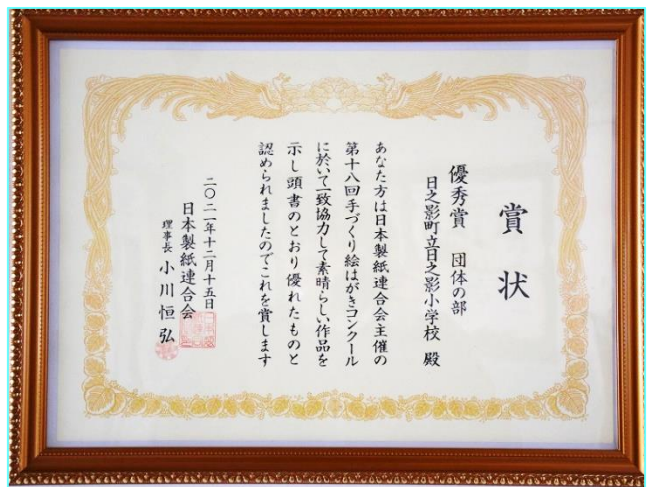 賞状
優秀賞 団体の部
日之影町立日之影小学校 殿
あなた方は日本製紙連合会主催の
第十八回手づくり絵はがきコンクール
に於いて一致協力して素晴らしい作品を
示し頭書のとおり優れたものと
認められましたのでこれを賞します
二〇二一年十二月十五日
日本製紙連合会
理事長 小川恒弘